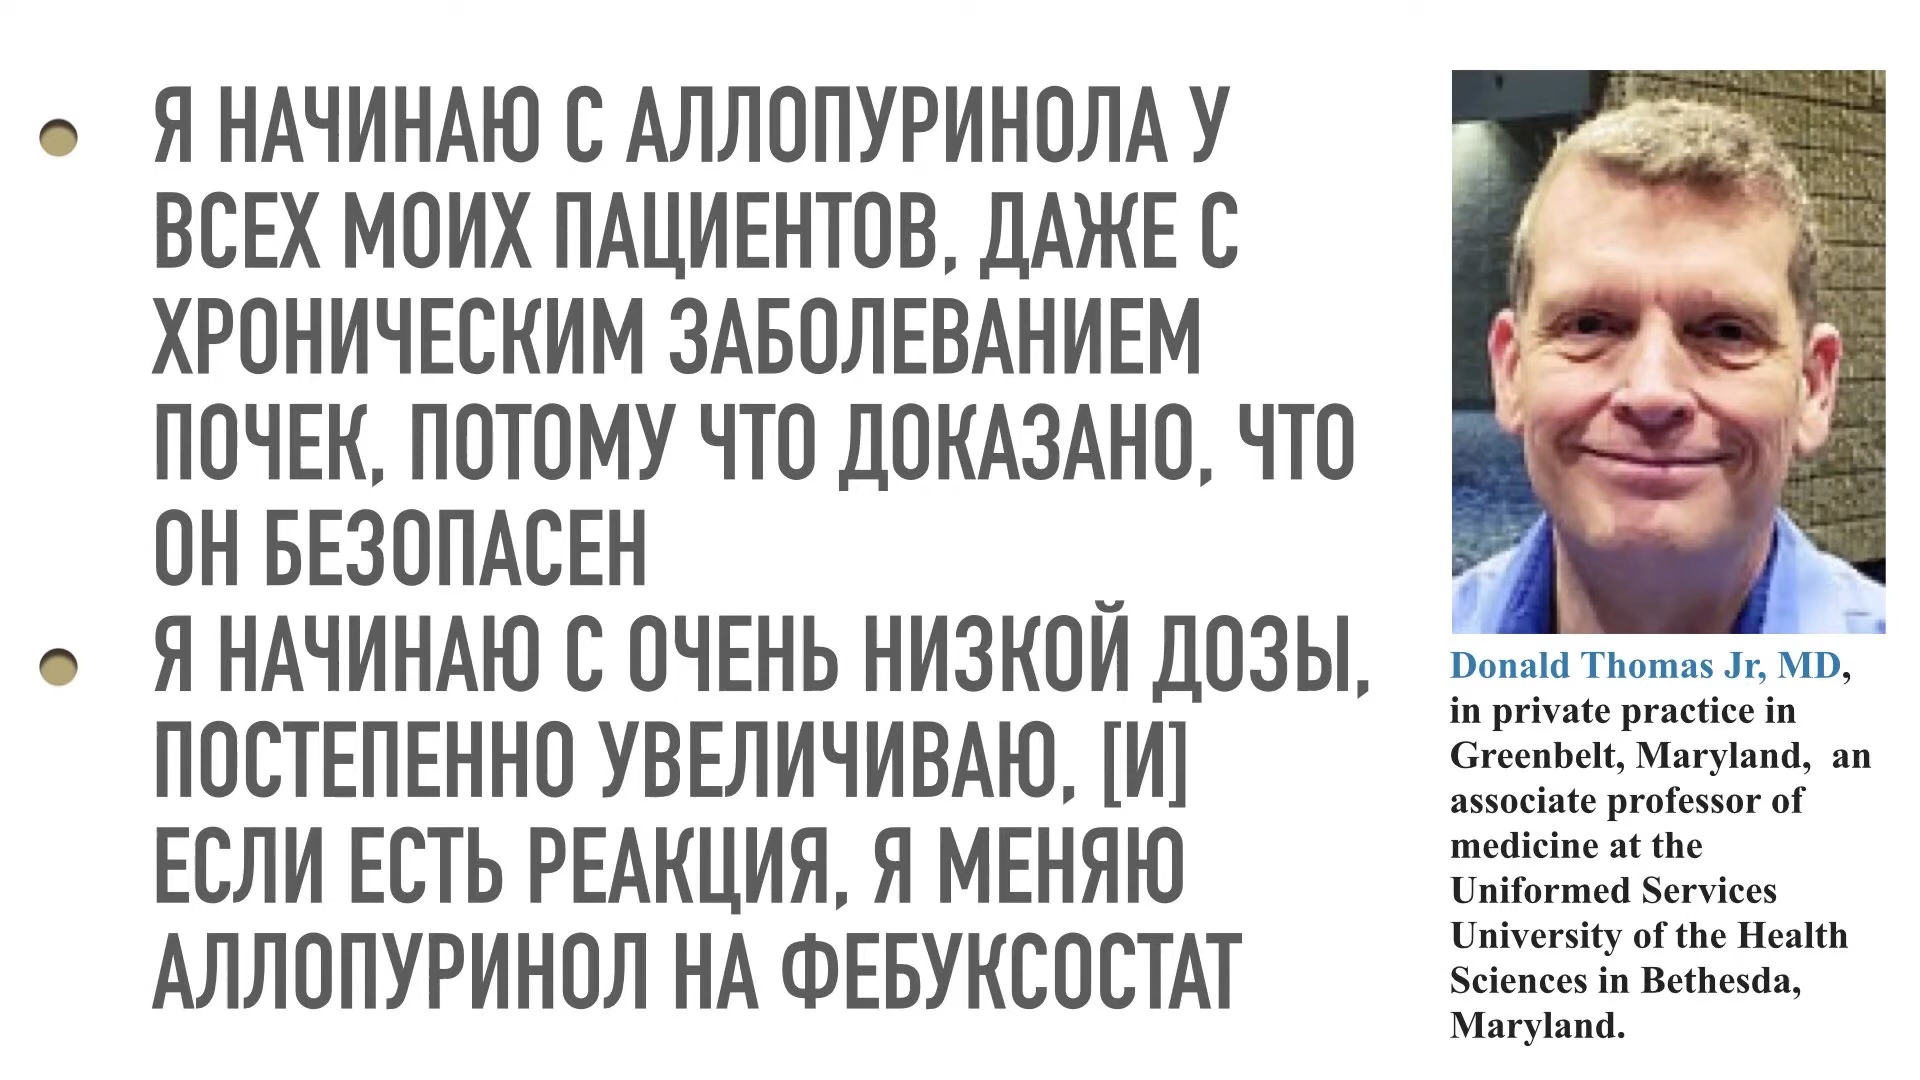 Я НАЧИНАЮ С АЛЛОПУРИНОЛА У
ВСЕХ МОИХ ПАЦИЕНТОВ, ДАЖЕ С
ХРОНИЧЕСКИМ ЗАБОЛЕВАНИЕМ
ПОЧЕК, ПОТОМУ ЧТО ДОКАЗАНО, ЧТО
ОН БЕЗОПАСЕН
Я НАЧИНАЮ С ОЧЕНЬ НИЗКОЙ ДОЗЫ,
ПОСТЕПЕННО УВЕЛИЧИВАЮ, [И]
ЕСЛИ ЕСТЬ РЕАКЦИЯ, Я МЕНЯЮ
АЛЛОПУРИНОЛ НА ФЕБУКСОСТАТ
Donald Thomas Jr, MD,
in private practice in
Greenbelt, Maryland, an
associate professor of
medicine at the
Uniformed Services
University of the Health
Sciences in Bethesda,
Maryland.